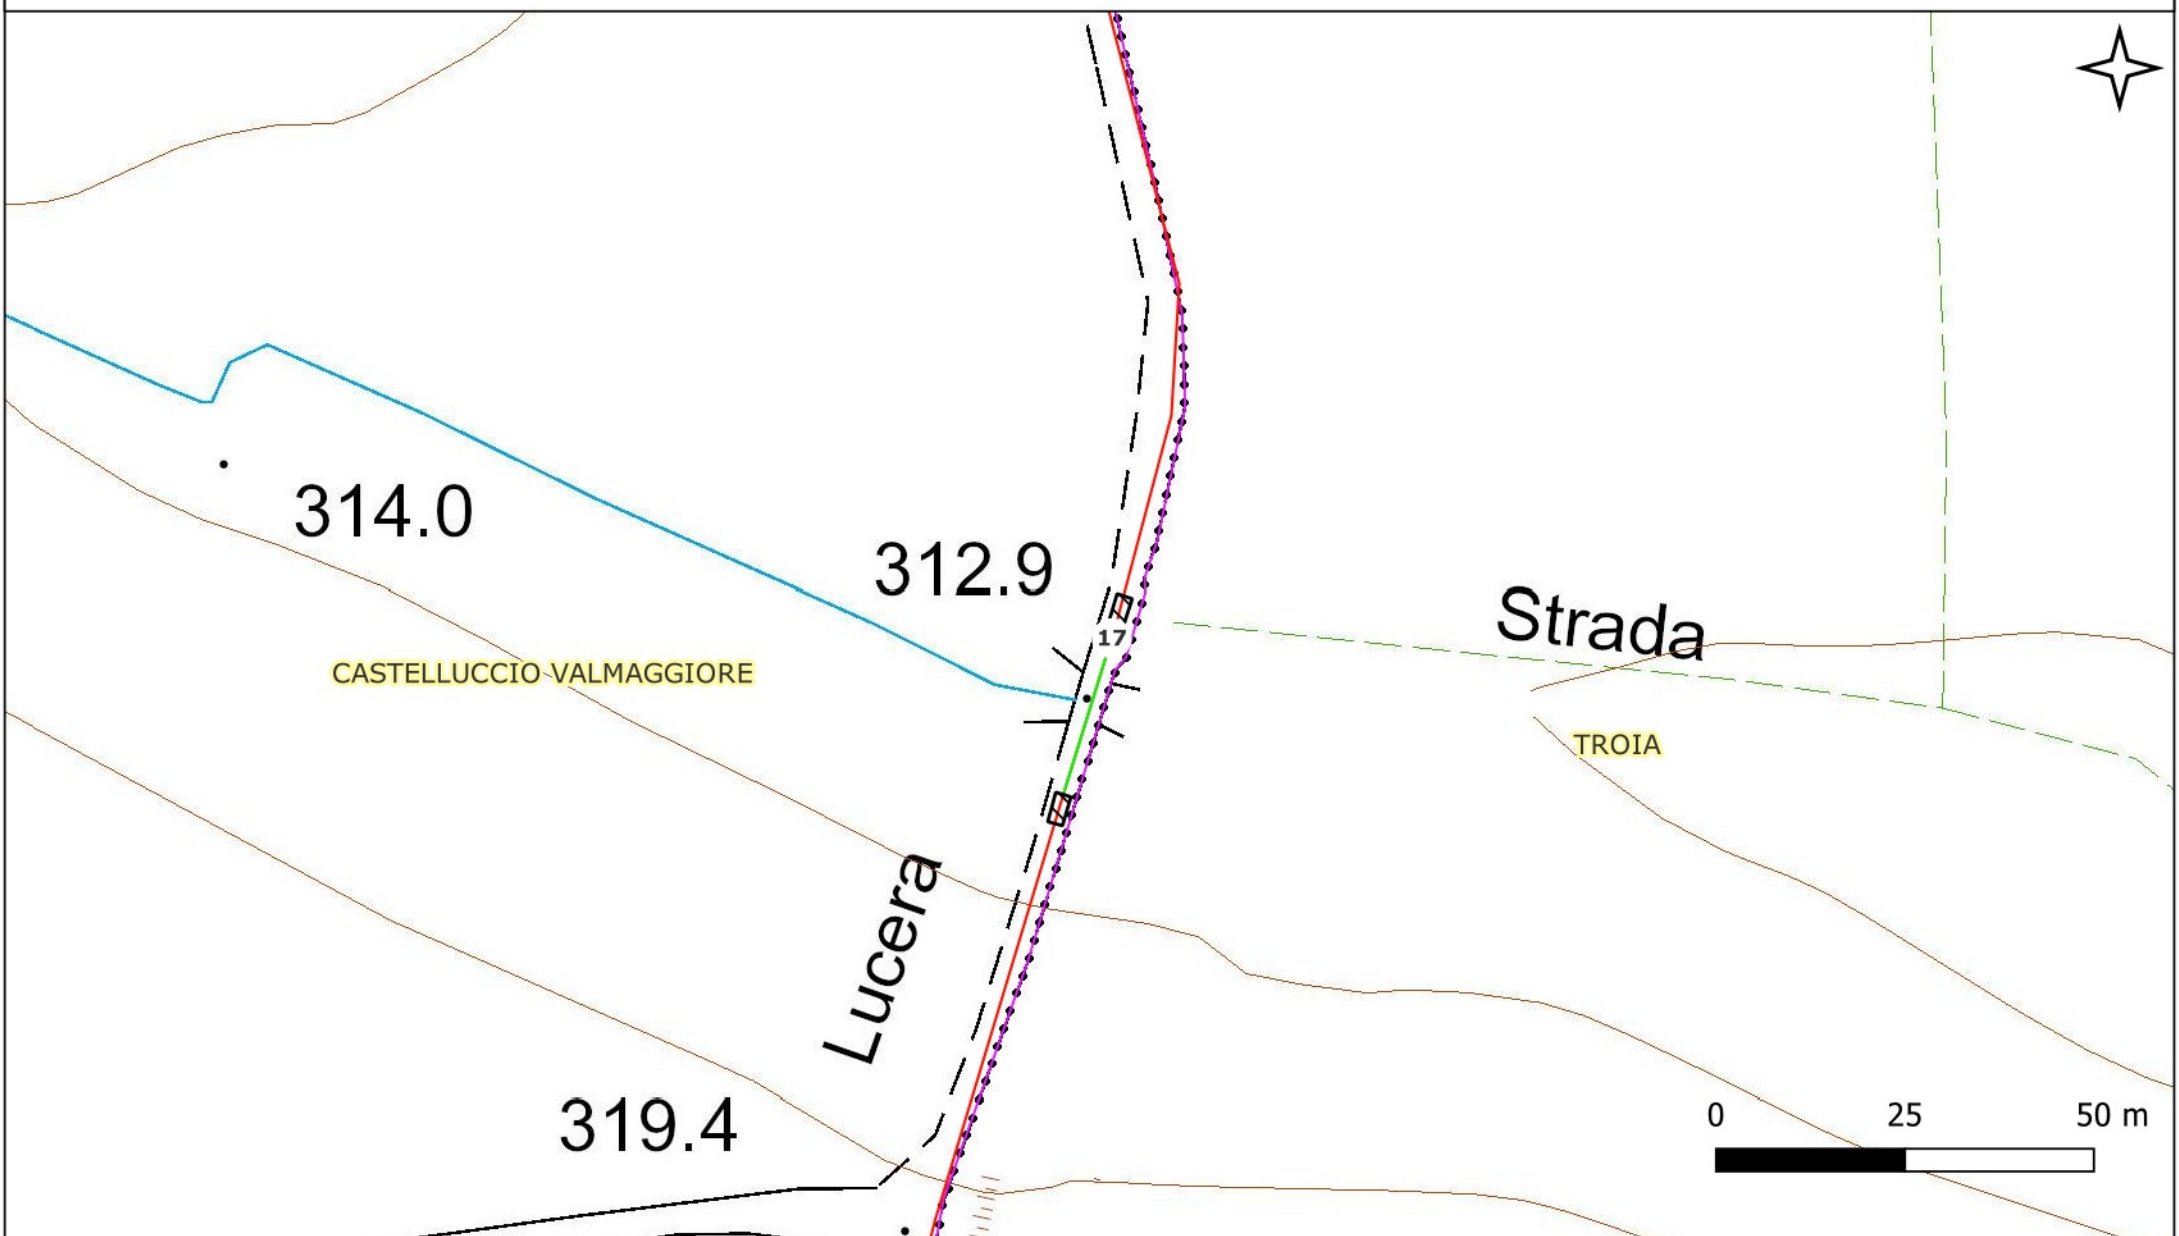 314.0
312.9
Strada
17
CASTELLUCCIO VALMAGGIORE
TROIA
Lucera
319.4
0 25 50 m